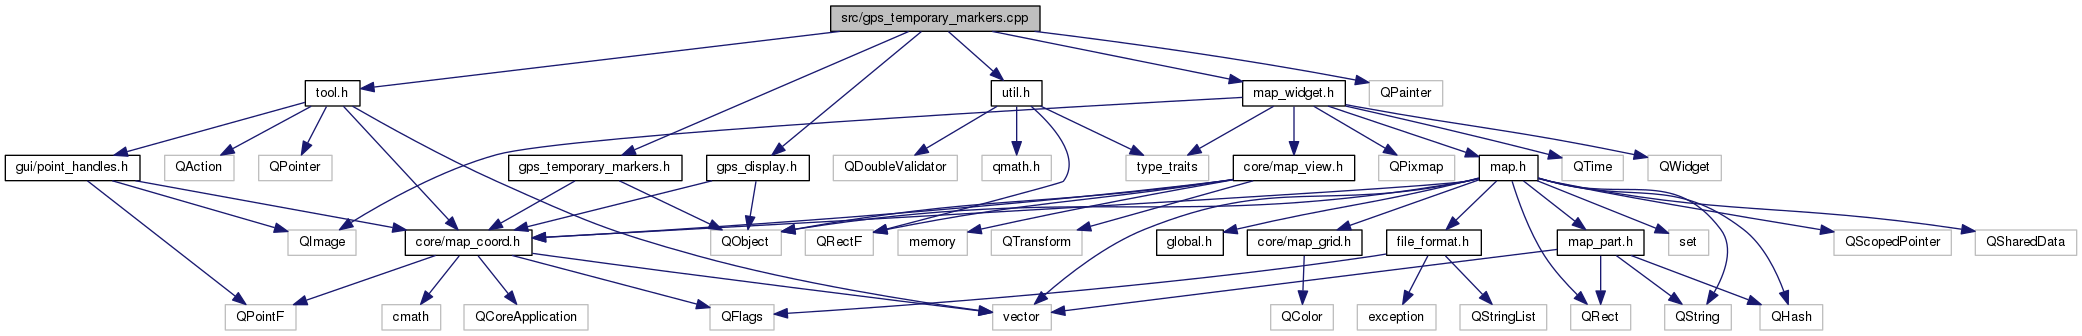 src/gps_temporary_markers.cpp
tool.h
util.h
map_widget.h
QPainter
gui/point_handles.h
QAction
QPointer
gps_temporary_markers.h
gps_display.h
QDoubleValidator
qmath.h
type_traits
core/map_view.h
QPixmap
map.h
QTime
QWidget
QImage
core/map_coord.h
QObject
QRectF
memory
QTransform
global.h
core/map_grid.h
file_format.h
map_part.h
set
QScopedPointer
QSharedData
QPointF
cmath
QCoreApplication
QFlags
vector
QColor
exception
QStringList
QRect
QString
QHash